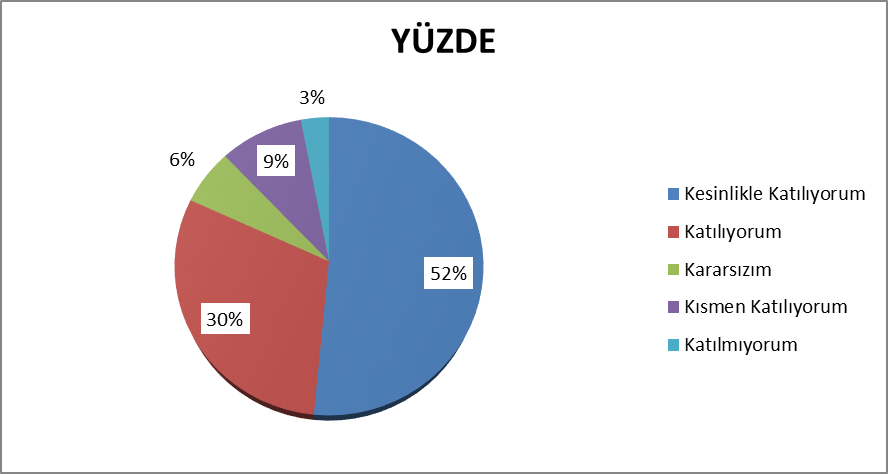 YÜZDE
3%
6%
9%
52%
30%
Kesinlikle Katılıyorum
Katılıyorum
Kararsızım
Kısmen Katılıyorum
Katılmıyorum